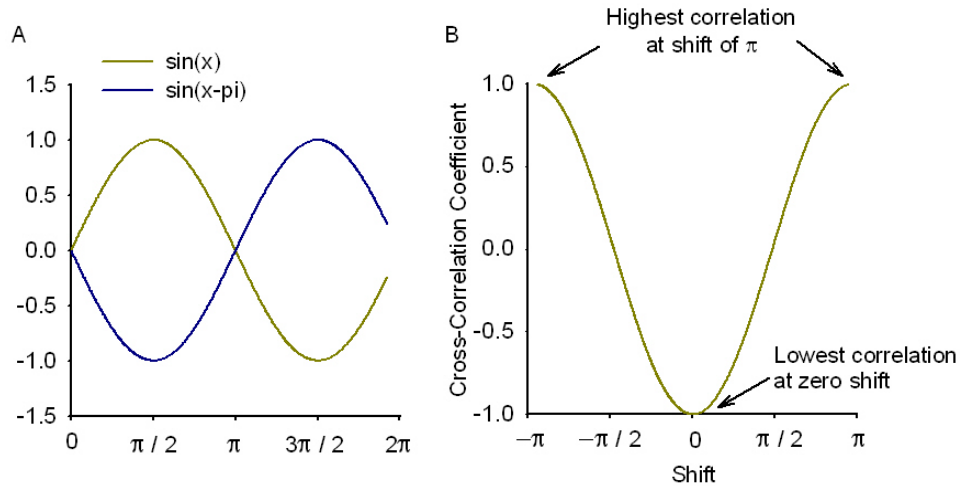 A
sin(x)
sin(x-pi)
1.5
1.0
0.5
0.0
-0.5
-1.0
-1.5
0 π / 2 π 3π / 2 2π
B
Highest correlation
at shift of π
Cross-Correlation Coefficient
1.0
0.5
0.0
-0.5
-1.0
Lowest correlation
at zero shift
−π −π / 2 0 π / 2 π
Shift